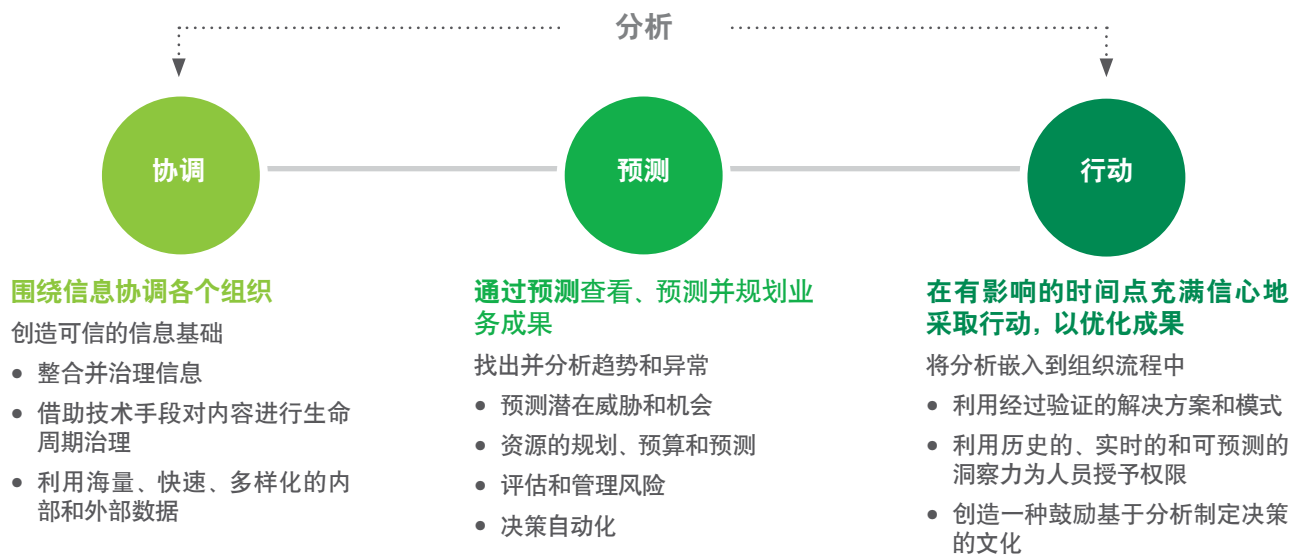 分析
协调
预测
行动
围绕信息协调各个组织
创造可信的信息基础
• 整合并治理信息
• 借助技术手段对内容进行生命
周期治理
• 利用海量、快速、多样化的内
部和外部数据
通过预测查看、预测并规划业
务成果
找出并分析趋势和异常
• 预测潜在威胁和机会
• 资源的规划、预算和预测
• 评估和管理风险
• 决策自动化
在有影响的时间点充满信心地
采取行动，以优化成果
将分析嵌入到组织流程中
• 利用经过验证的解决方案和模式
• 利用历史的、实时的和可预测的
洞察力为人员授予权限
• 创造一种鼓励基于分析制定决策
的文化